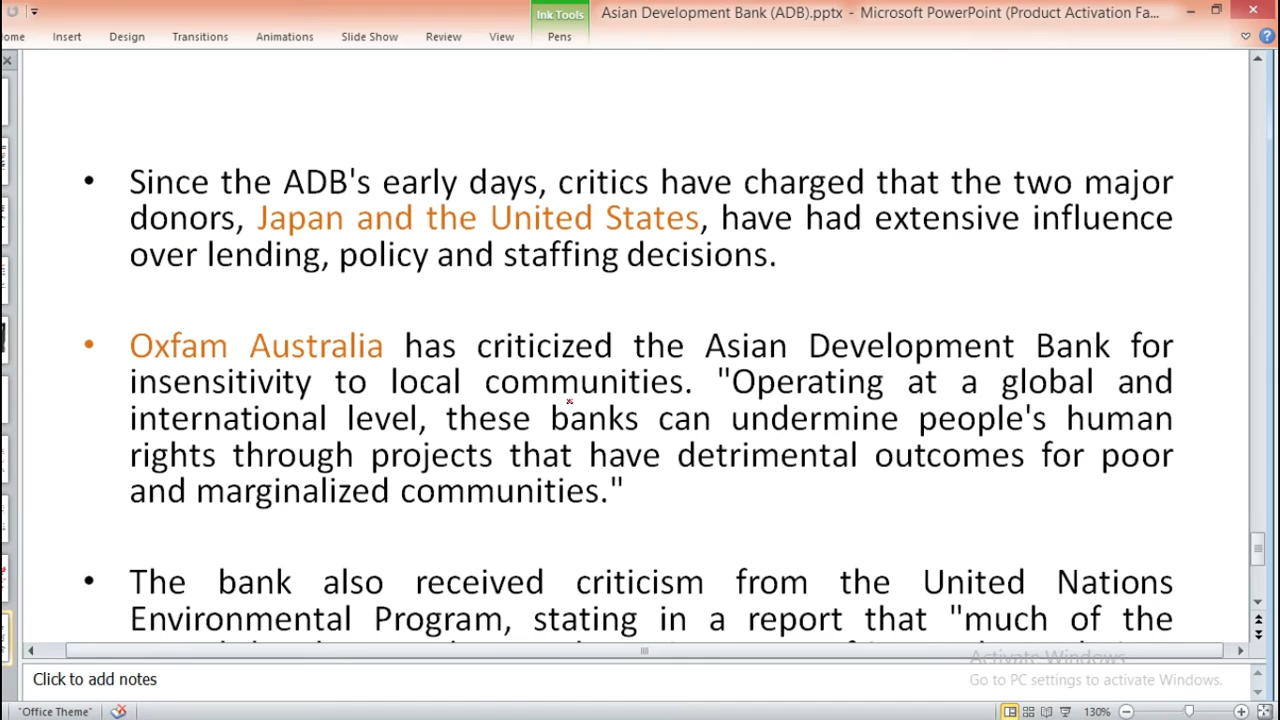 Ink Tools
Asian Development Bank (ADB).pptx - Microsoft PowerPoint (Product Activation Fa...
ome Insert Design Transitions Animations Slide Show Review View Pens
• Since the ADB's early days, critics have charged that the two major
donors, Japan and the United States, have had extensive influence
over lending, policy and staffing decisions.
• Oxfam Australia has criticized the Asian Development Bank for
insensitivity to local communities. "Operating at a global and
international level, these banks can undermine people's human
rights through projects that have detrimental outcomes for poor
and marginalized communities."
• The bank also received criticism from the United Nations
Environmental Program, stating in a report that "much of the
Activate Windows
Go to PC settings to activate Windows.
Click to add notes
"Office Theme"
130%